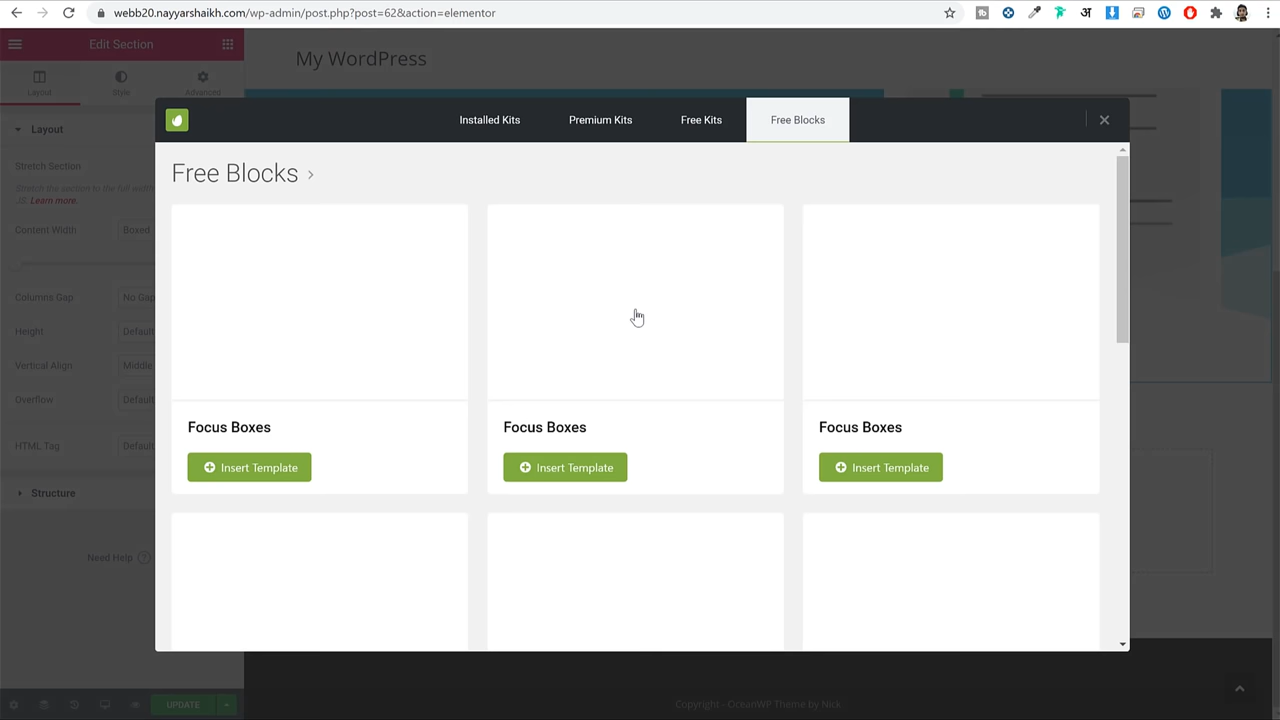 webb20.nayyarshaikh.com/wp-admin/post.php?post=62&action=elementor
Edit Section
My WordPress
Layout
Style
Advanced
Installed Kits
Premium Kits
Free Kits
Free Blocks
Layout
Stretch Section
Stretch the section to the full width
JS. Learn more.
Free Blocks ›
Content Width
Boxed
Columns Gap
No Gap
Height
Default
Vertical Align
Middle
Overflow
Default
HTML Tag
Default
Structure
Need Help
Focus Boxes
Focus Boxes
Focus Boxes
Insert Template
Insert Template
Insert Template
UPDATE
Copyright - OceanWP Theme by Nick